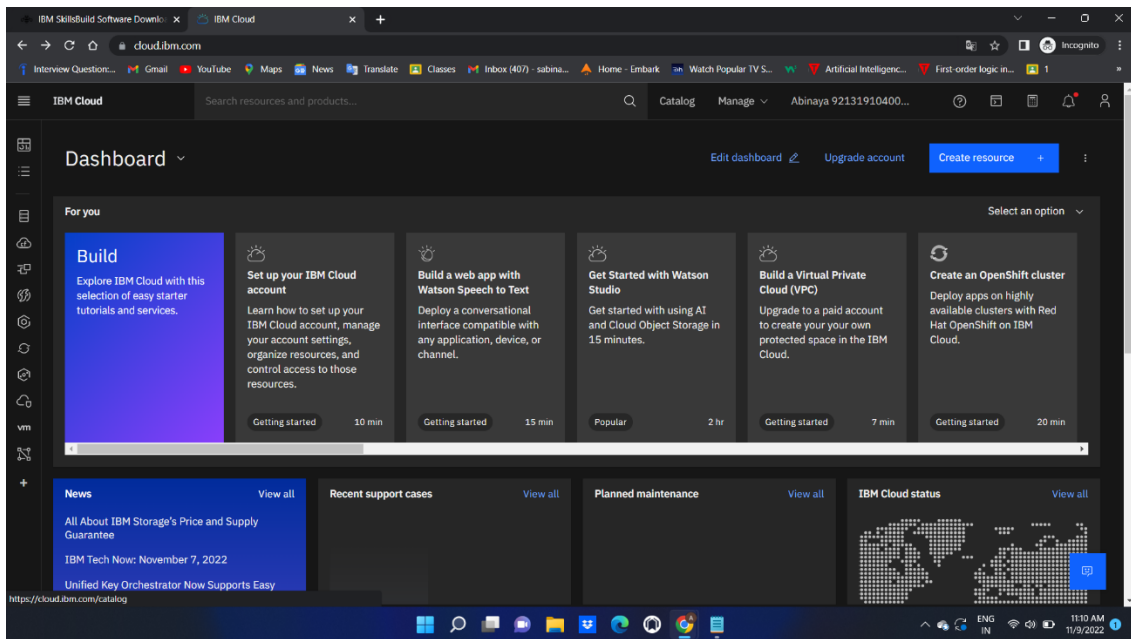 IBM SkillsBuild Software Downlo
IBM Cloud
cloud.ibm.com
Incognito
Interview Question:...
Gmail
YouTube
Maps
News
Translate
Classes
Inbox (407) - sabina...
Home - Embark
Watch Popular TV S...
Artificial Intelligenc...
First-order logic in...
1
»
IBM Cloud
Search resources and products...
Catalog
Manage
Abinaya 92131910400...
Dashboard
Edit dashboard
Upgrade account
Create resource +
For you
Select an option
Build
Explore IBM Cloud with this
selection of easy starter
tutorials and services.
Set up your IBM Cloud
account
Learn how to set up your
IBM Cloud account, manage
your account settings,
organize resources, and
control access to those
resources.
Getting started 10 min
Build a web app with
Watson Speech to Text
Deploy a conversational
interface compatible with
any application, device, or
channel.
Getting started 15 min
Get Started with Watson
Studio
Get started with using AI
and Cloud Object Storage in
15 minutes.
Popular 2 hr
Build a Virtual Private
Cloud (VPC)
Upgrade to a paid account
to create your your own
protected space in the IBM
Cloud.
Getting started 7 min
Create an OpenShift cluster
Deploy apps on highly
available clusters with Red
Hat OpenShift on IBM
Cloud.
Getting started 20 min
vm
News View all
All About IBM Storage's Price and Supply
Guarantee
IBM Tech Now: November 7, 2022
Unified Key Orchestrator Now Supports Easy
Recent support cases View all
Planned maintenance View all
IBM Cloud status View all
https://cloud.ibm.com/catalog
ENG
IN
11:10 AM
11/9/2022
1